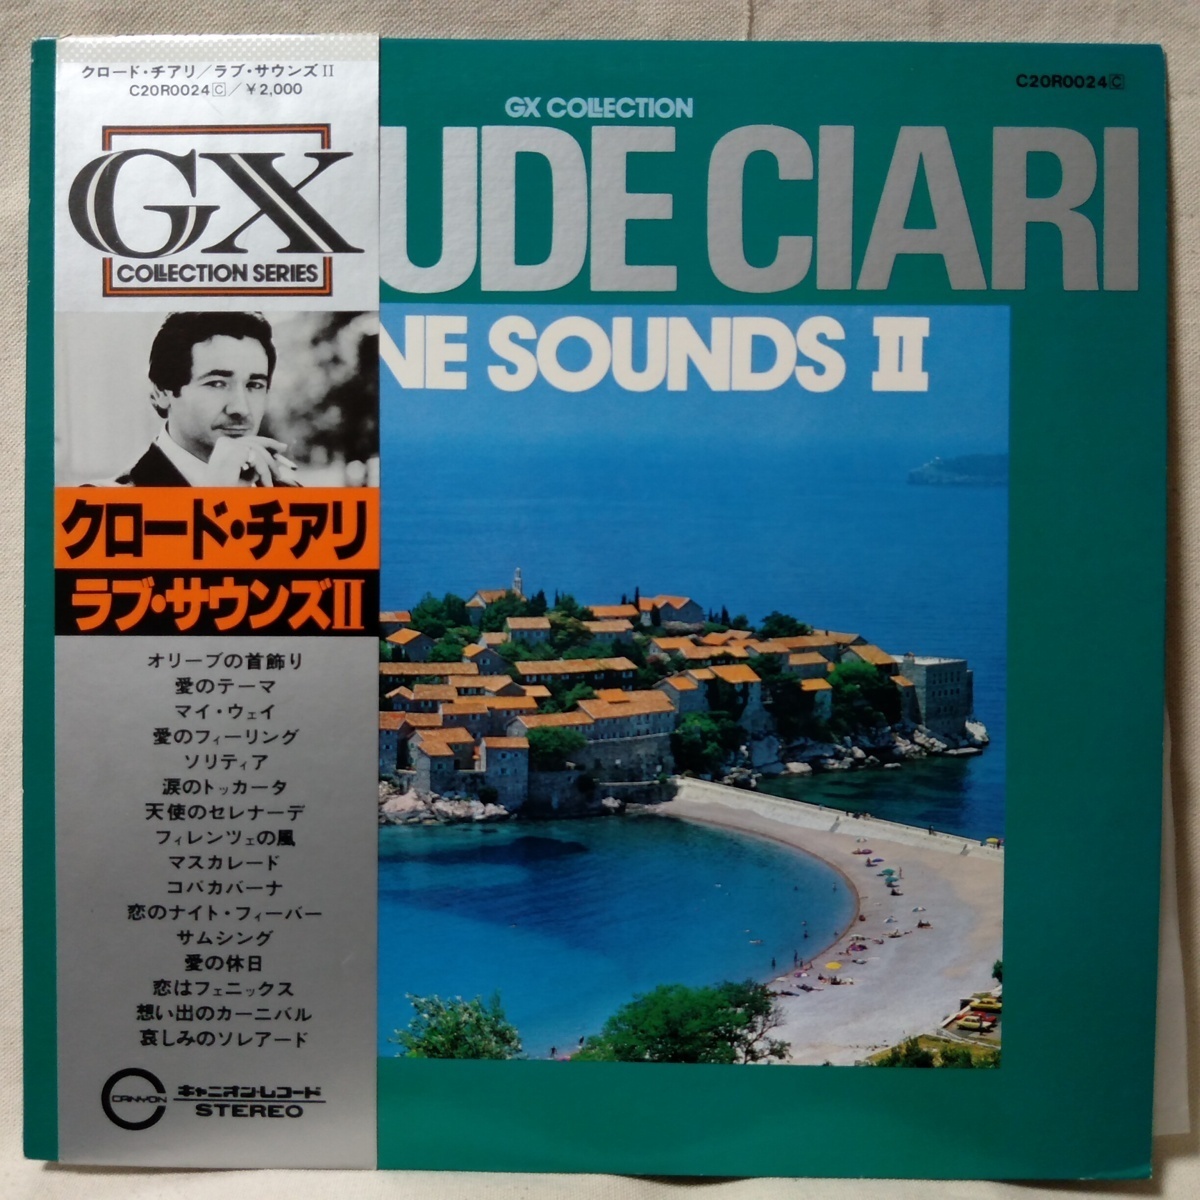 クロード・チアリ／ラブ・サウンズⅡ
C20R0024Ⓒ／￥2,000
GX
COLLECTION SERIES
クロード・チアリ
ラブ・サウンズⅡ
オリーブの首飾り
愛のテーマ
マイ・ウェイ
愛のフィーリング
ソリティア
涙のトッカータ
天使のセレナーデ
フィレンツェの風
マスカレード
コパカバーナ
恋のナイト・フィーバー
サムシング
愛の休日
恋はフェニックス
想い出のカーニバル
哀しみのソレアード
CANYON
キャニオン・レコード
STEREO
C20R0024Ⓒ
GX COLLECTION
UDE CIARI
NE SOUNDS II